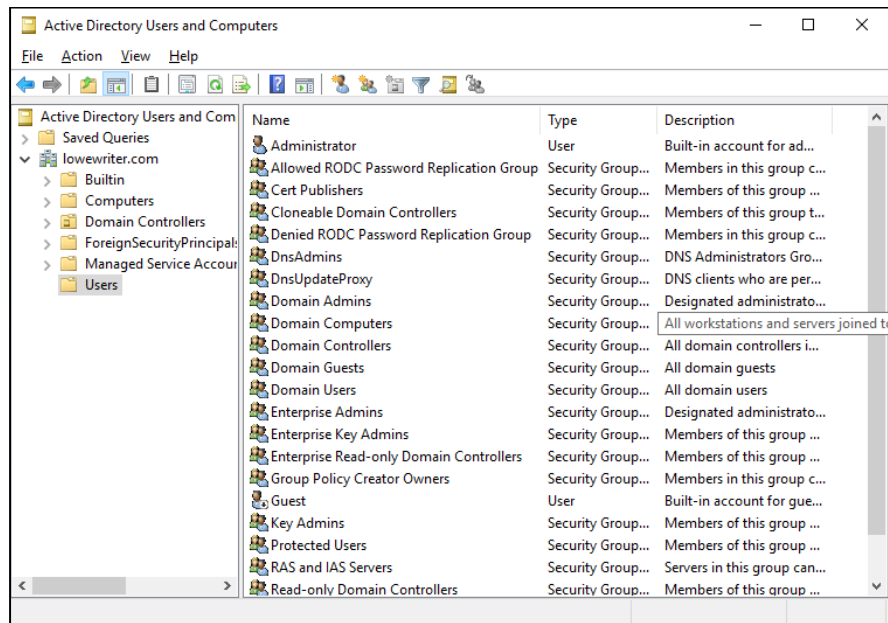 Active Directory Users and Computers
File Action View Help
Active Directory Users and Com
Saved Queries
lowewriter.com
Builtin
Computers
Domain Controllers
ForeignSecurityPrincipals
Managed Service Accour
Users
Name Type Description
Administrator User Built-in account for ad...
Allowed RODC Password Replication Group Security Group... Members in this group c...
Cert Publishers Security Group... Members of this group ...
Cloneable Domain Controllers Security Group... Members of this group t...
Denied RODC Password Replication Group Security Group... Members in this group c...
DnsAdmins Security Group... DNS Administrators Gro...
DnsUpdateProxy Security Group... DNS clients who are per...
Domain Admins Security Group... Designated administrato...
Domain Computers Security Group... All workstations and servers joined to
Domain Controllers Security Group... All domain controllers i...
Domain Guests Security Group... All domain guests
Domain Users Security Group... All domain users
Enterprise Admins Security Group... Designated administrato...
Enterprise Key Admins Security Group... Members of this group ...
Enterprise Read-only Domain Controllers Security Group... Members of this group ...
Group Policy Creator Owners Security Group... Members in this group c...
Guest User Built-in account for gue...
Key Admins Security Group... Members of this group ...
Protected Users Security Group... Members of this group ...
RAS and IAS Servers Security Group... Servers in this group can...
Read-only Domain Controllers Security Group... Members of this group ...